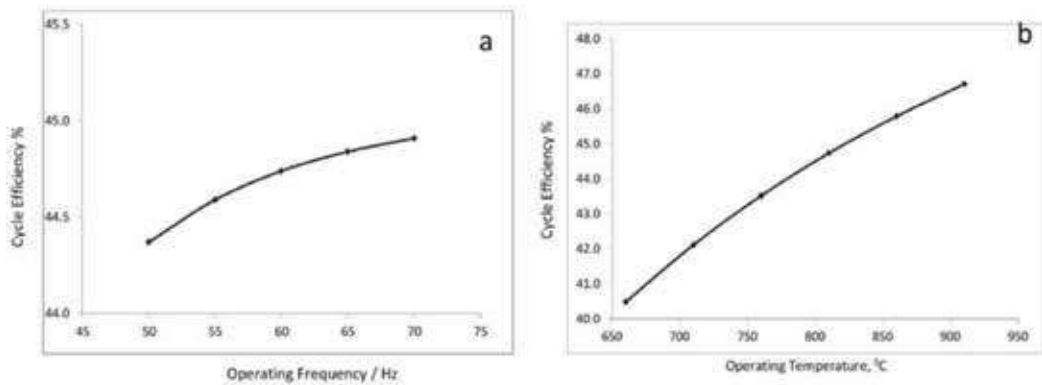 a
Cycle Efficiency %
45.5
45.0
44.5
44.0
45 50 55 60 65 70 75
Operating Frequency / Hz
b
Cycle Efficiency %
48.0
47.0
46.0
45.0
44.0
43.0
42.0
41.0
40.0
650 700 750 800 850 900 950
Operating Temperature, ⁰C